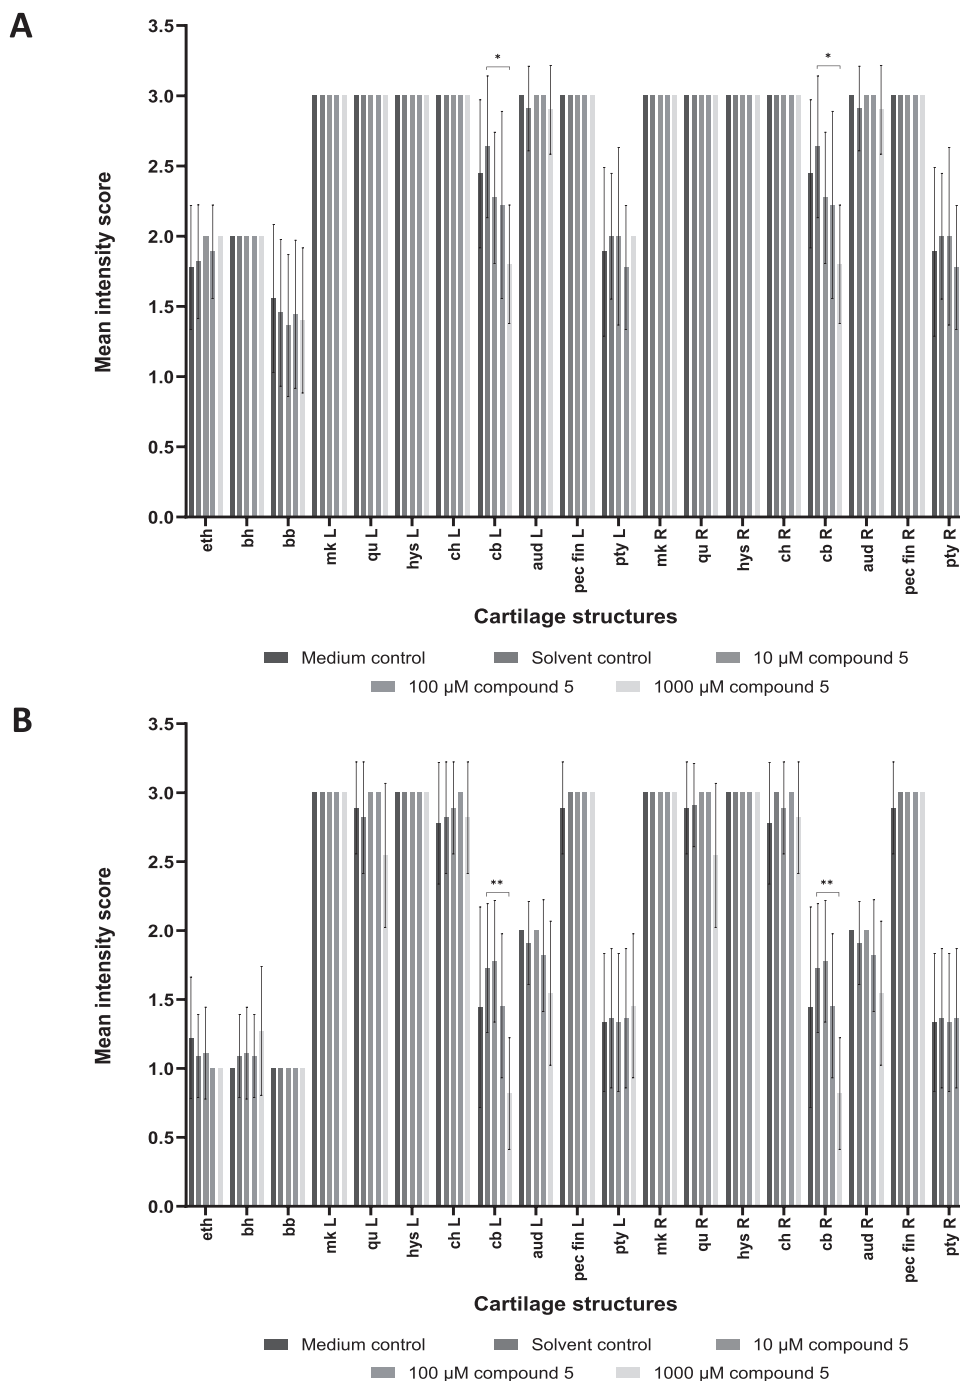 A
3.5
3.0
2.5
2.0
1.5
1.0
0.5
0.0
Mean intensity score
*
*
eth
bh
bb
mk L
qu L
hys L
ch L
cb L
aud L
pec fin L
pty L
mk R
qu R
hys R
ch R
cb R
aud R
pec fin R
pty R
Cartilage structures
Medium control Solvent control 10 µM compound 5
100 µM compound 5 1000 µM compound 5
B
3.5
3.0
2.5
2.0
1.5
1.0
0.5
0.0
Mean intensity score
**
**
eth
bh
bb
mk L
qu L
hys L
ch L
cb L
aud L
pec fin L
pty L
mk R
qu R
hys R
ch R
cb R
aud R
pec fin R
pty R
Cartilage structures
Medium control Solvent control 10 µM compound 5
100 µM compound 5 1000 µM compound 5